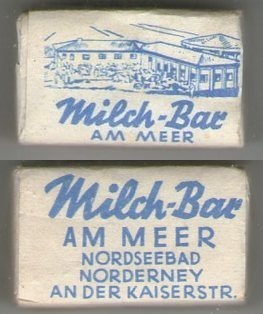 Milch-Bar
AM MEER
Milch-Bar
AM MEER
NORDSEEBAD
NORDERNEY
AN DER KAISERSTR.